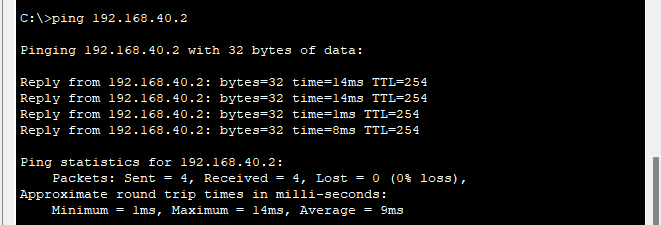 C:\>ping 192.168.40.2
Pinging 192.168.40.2 with 32 bytes of data:
Reply from 192.168.40.2: bytes=32 time=14ms TTL=254
Reply from 192.168.40.2: bytes=32 time=14ms TTL=254
Reply from 192.168.40.2: bytes=32 time=1ms TTL=254
Reply from 192.168.40.2: bytes=32 time=8ms TTL=254
Ping statistics for 192.168.40.2:
Packets: Sent = 4, Received = 4, Lost = 0 (0% loss),
Approximate round trip times in milli-seconds:
Minimum = 1ms, Maximum = 14ms, Average = 9ms